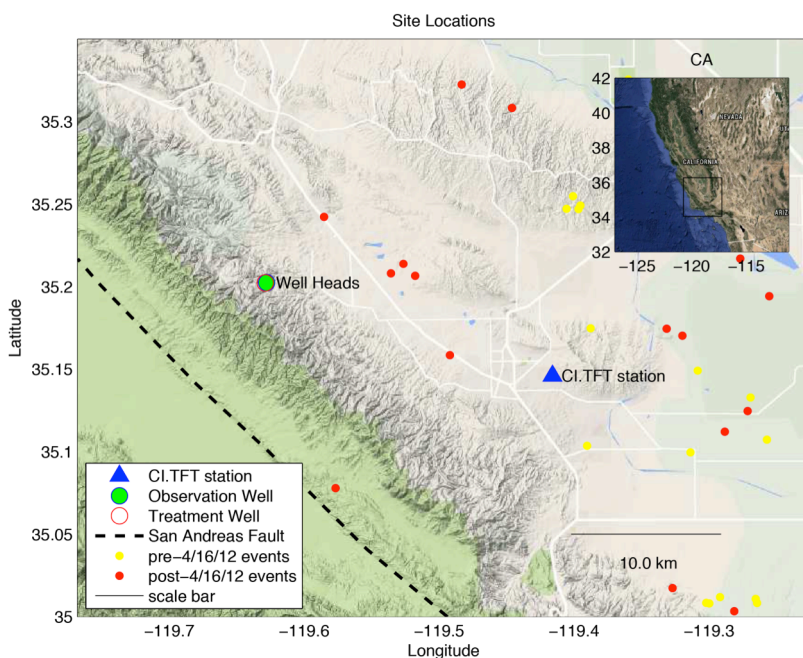 Site Locations
CA
42
40
38
36
34
32
−125
−120
−115
NEVADA
CALIFORNIA
35.3
35.25
35.2
35.15
35.1
35.05
35
Latitude
Well Heads
CI.TFT station
CI.TFT station
Observation Well
Treatment Well
San Andreas Fault
pre−4/16/12 events
post−4/16/12 events
scale bar
10.0 km
−119.7
−119.6
−119.5
−119.4
−119.3
Longitude